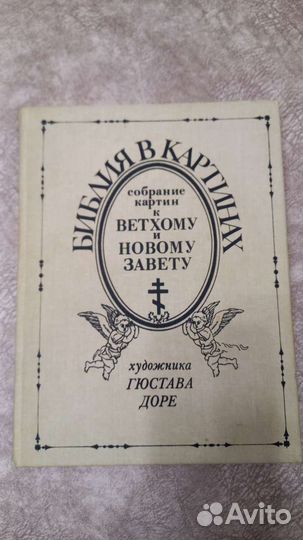 БИБЛИЯ В КАРТИНАХ
собрание
картин
к
ВЕТХОМУ
и
НОВОМУ
ЗАВЕТУ
художника
ГЮСТАВА
ДОРЕ
Avito